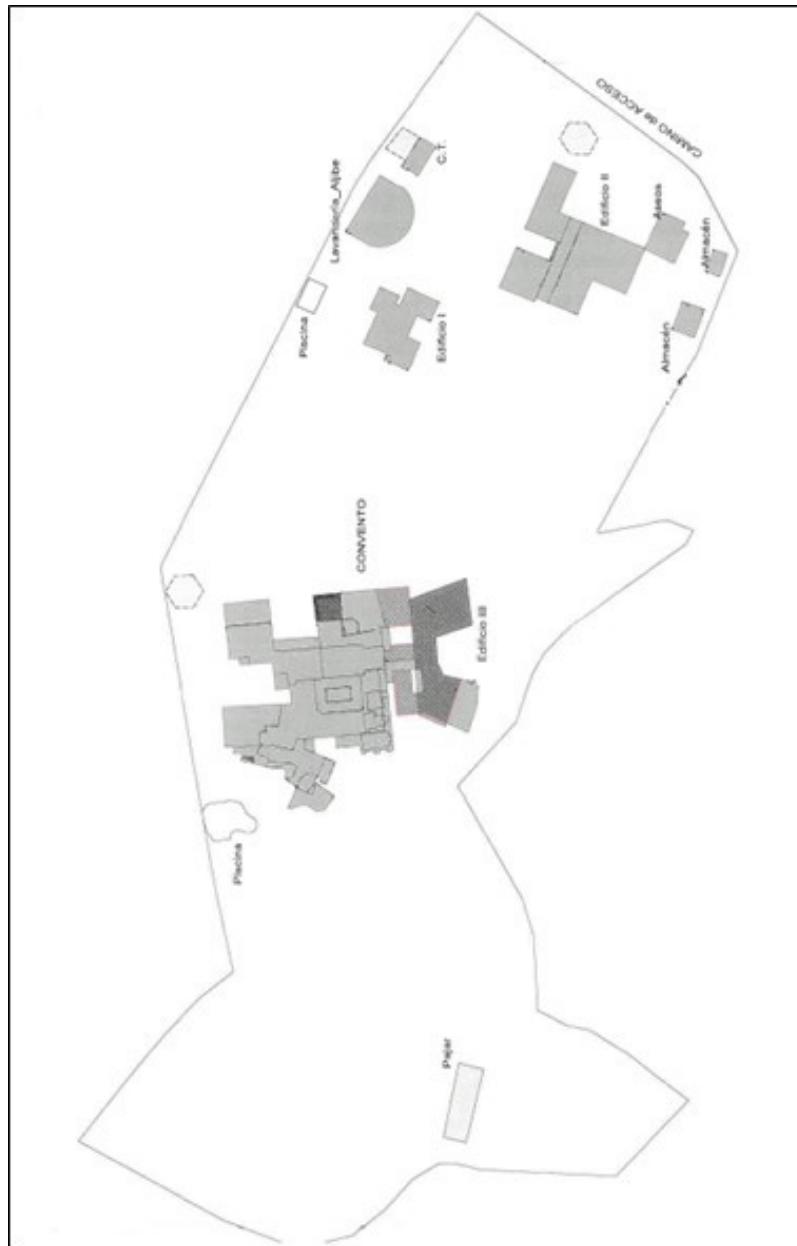 CAMINO de ACCESO
C.T.
Lavandería_Aljibe
Edificio II
Aseos
Almacén
Piscina
Edificio I
Almacén
CONVENTO
Edificio III
Piscina
Pajar